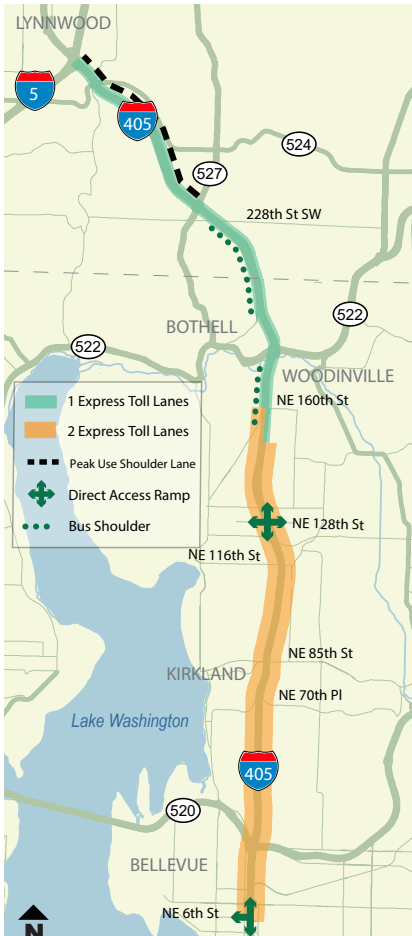 LYNNWOOD
5
405
524
527
228th St SW
BOTHELL
522
522
WOODINVILLE
NE 160th St
1 Express Toll Lanes
2 Express Toll Lanes
Peak Use Shoulder Lane
Direct Access Ramp
Bus Shoulder
NE 128th St
NE 116th St
NE 85th St
KIRKLAND
NE 70th Pl
Lake Washington
405
520
BELLEVUE
NE 6th St
N